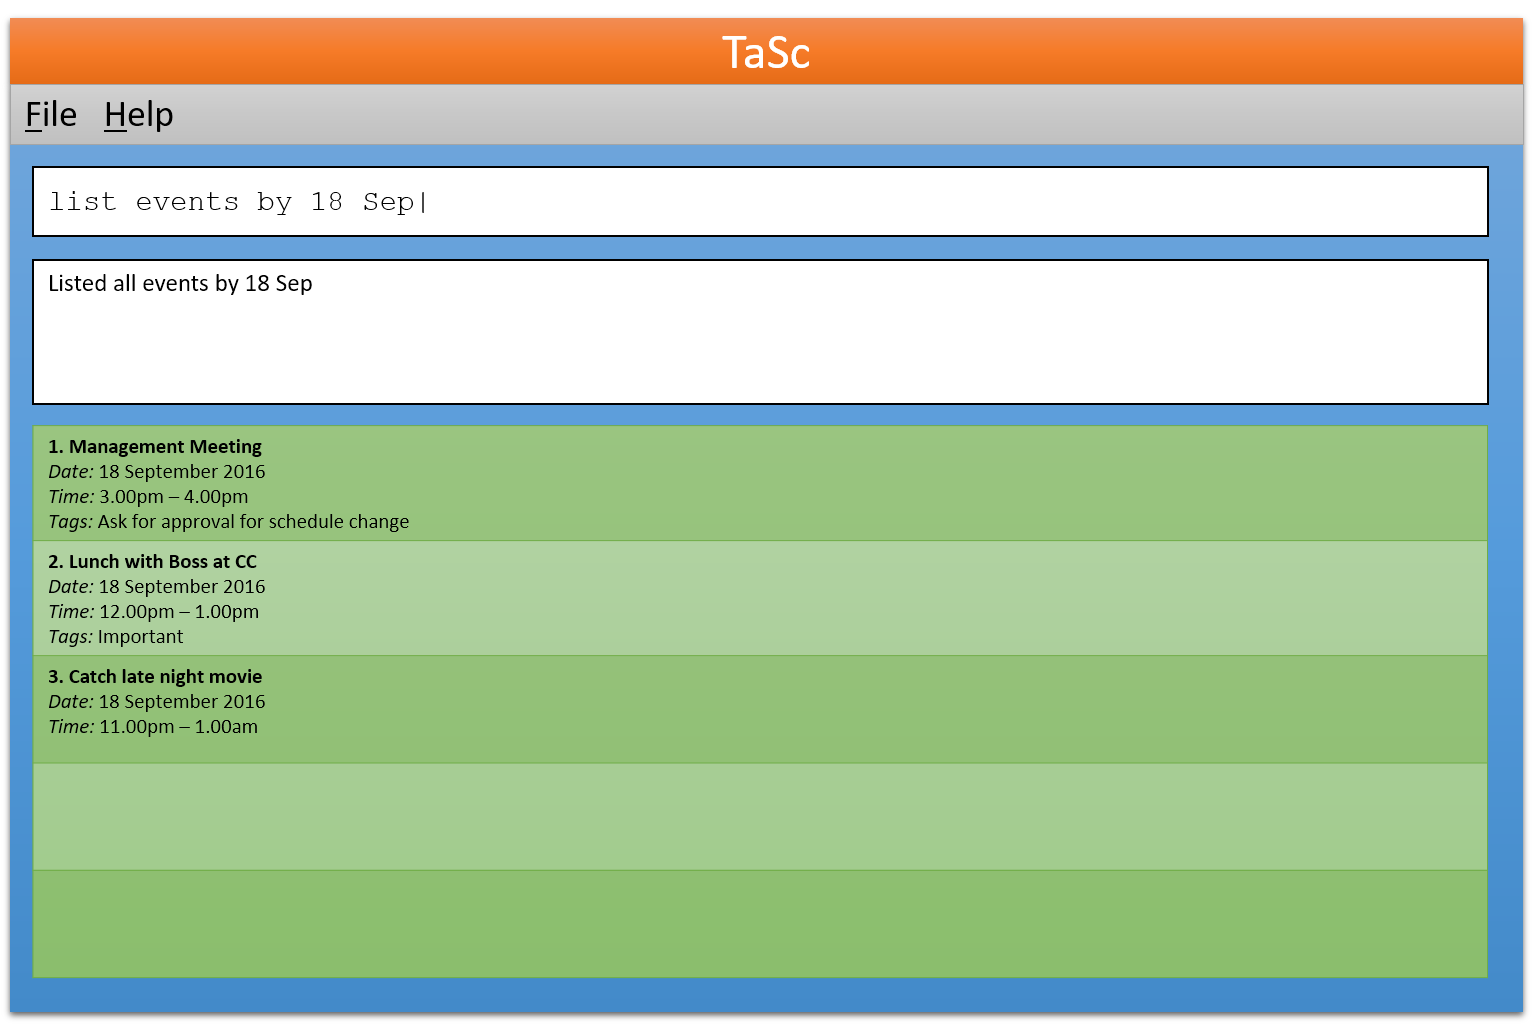 TaSc
File Help
list events by 18 Sep|
Listed all events by 18 Sep
1. Management Meeting
Date: 18 September 2016
Time: 3.00pm – 4.00pm
Tags: Ask for approval for schedule change
2. Lunch with Boss at CC
Date: 18 September 2016
Time: 12.00pm – 1.00pm
Tags: Important
3. Catch late night movie
Date: 18 September 2016
Time: 11.00pm – 1.00am